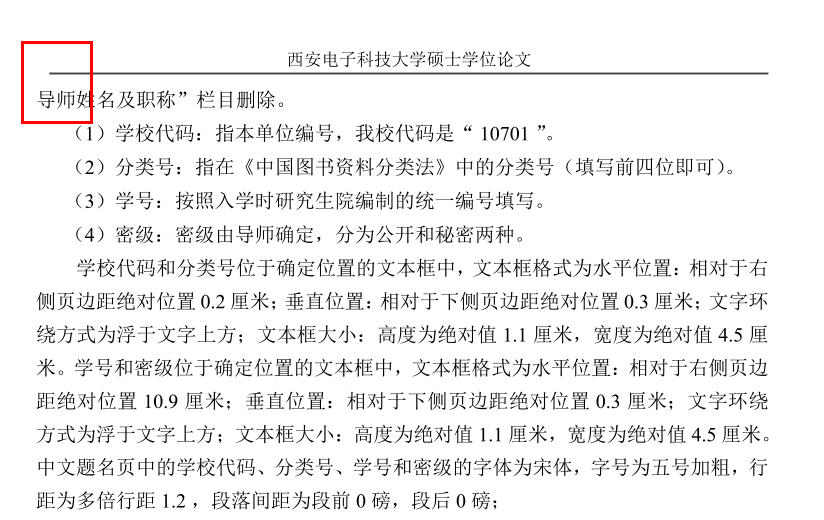 西安电子科技大学硕士学位论文
导师姓名及职称”栏目删除。
（1）学校代码：指本单位编号，我校代码是“ 10701 ”。
（2）分类号：指在《中国图书资料分类法》中的分类号（填写前四位即可）。
（3）学号：按照入学时研究生院编制的统一编号填写。
（4）密级：密级由导师确定，分为公开和秘密两种。
学校代码和分类号位于确定位置的文本框中，文本框格式为水平位置：相对于右
侧页边距绝对位置 0.2 厘米；垂直位置：相对于下侧页边距绝对位置 0.3 厘米；文字环
绕方式为浮于文字上方；文本框大小：高度为绝对值 1.1 厘米，宽度为绝对值 4.5 厘
米。学号和密级位于确定位置的文本框中，文本框格式为水平位置：相对于右侧页边
距绝对位置 10.9 厘米；垂直位置：相对于下侧页边距绝对位置 0.3 厘米；文字环绕
方式为浮于文字上方；文本框大小：高度为绝对值 1.1 厘米，宽度为绝对值 4.5 厘米。
中文题名页中的学校代码、分类号、学号和密级的字体为宋体，字号为五号加粗，行
距为多倍行距 1.2 ，段落间距为段前 0 磅，段后 0 磅；